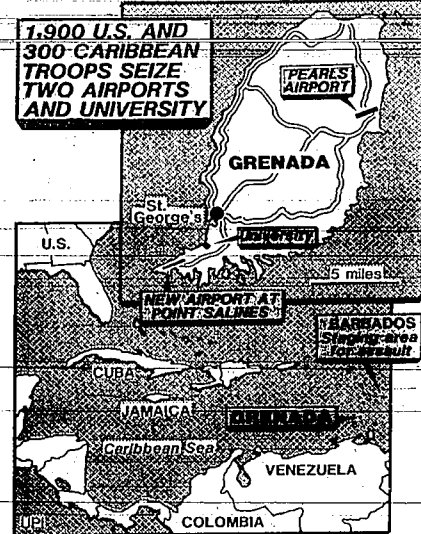 1,900 U.S. AND
300 CARIBBEAN
TROOPS SEIZE
TWO AIRPORTS
AND UNIVERSITY
PEARLS
AIRPORT
GRENADA
St.
George's
University
5 miles
NEW AIRPORT AT
POINT SALINES
U.S.
BARBADOS
Staging area
for assault
CUBA
JAMAICA
GRENADA
Caribbean Sea
VENEZUELA
COLOMBIA
UPI